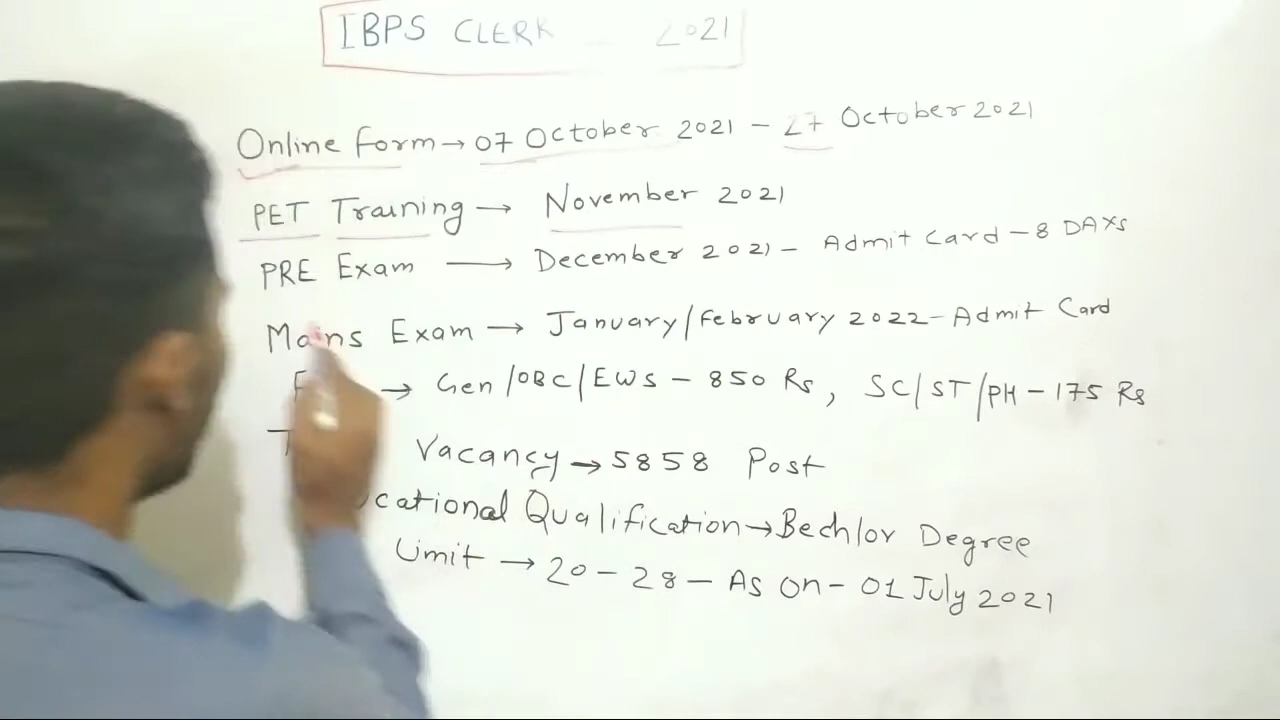 IBPS CLERK 2021
Online form → 07 October 2021 – 27 October 2021
PET Training → November 2021
PRE Exam → December 2021 – Admit Card – 8 DAYS
Mains Exam → January/February 2022 – Admit Card
→ Gen/OBC/EWS – 850 Rs, SC/ST/PH – 175 Rs
Vacancy → 5858 Post
cational Qualification → Bechlor Degree
Limit → 20 – 28 – As on – 01 July 2021